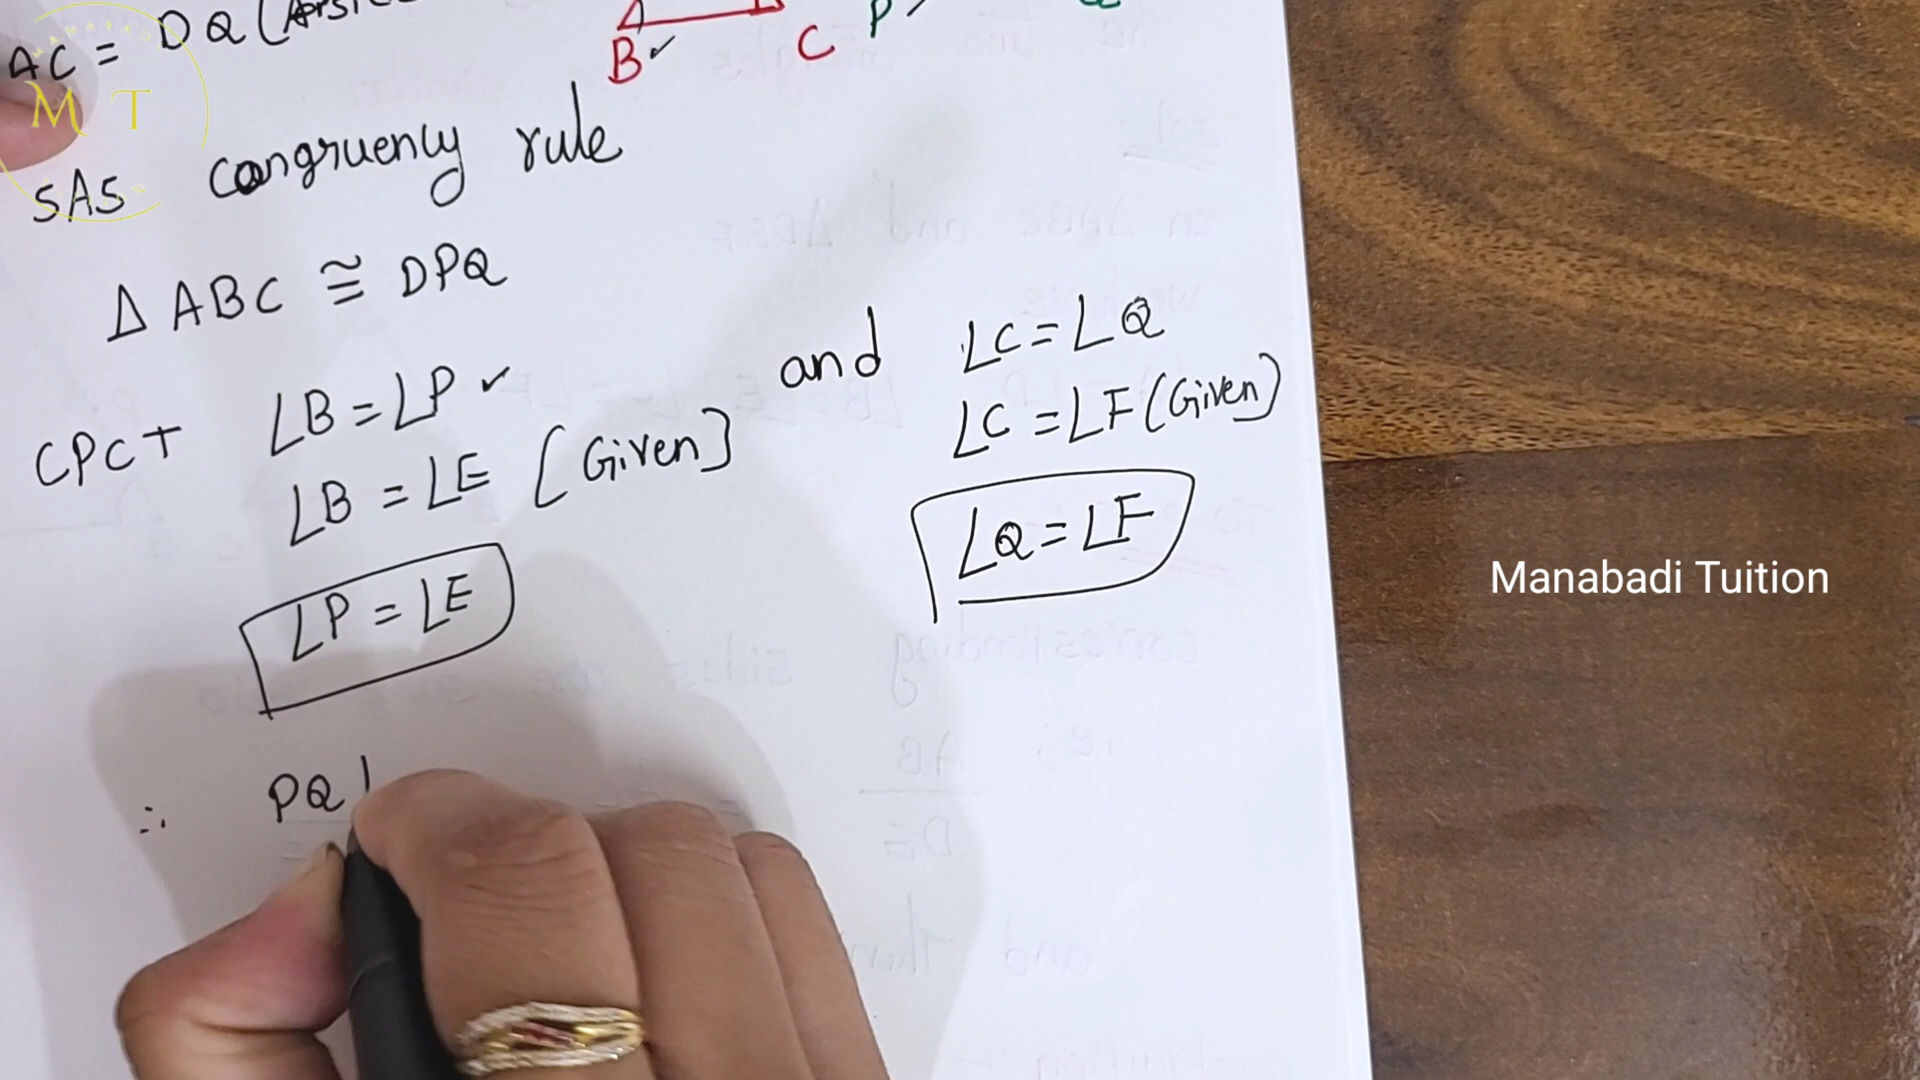 AC = DQ (
B ✓ C P
M T
SAS congruency rule
Δ ABC ≅ DPQ
and ∠C = ∠Q
CPCT ∠B = ∠P ✓
∠C = ∠F (Given)
∠B = ∠E [Given]
∠Q = ∠F
∠P = ∠E
∴ PQ |
Manabadi Tuition